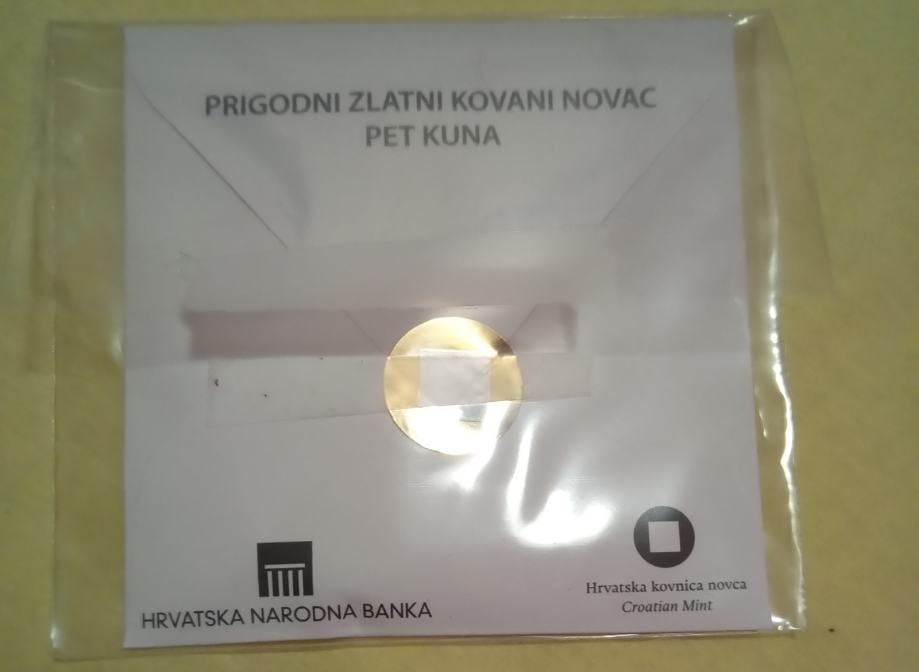 PRIGODNI ZLATNI KOVANI NOVAC
PET KUNA
HRVATSKA NARODNA BANKA
Hrvatska kovnica novca
Croatian Mint